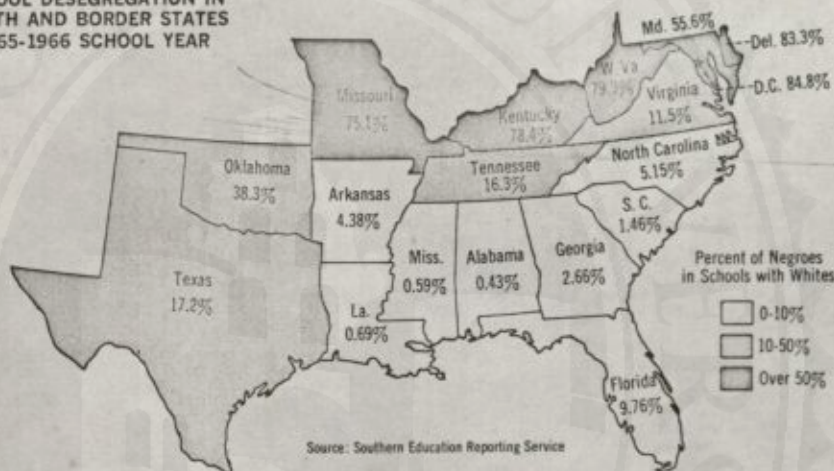 TH AND BORDER STATES
65-1966 SCHOOL YEAR
Md. 55.6%
Del. 83.3%
D.C. 84.8%
W. Va
Virginia
11.5%
Missouri
75.1%
Kentucky
78.4%
North Carolina
5.15%
Tennessee
16.3%
Oklahoma
38.3%
Arkansas
4.38%
S. C.
1.46%
Miss.
0.59%
Alabama
0.43%
Georgia
2.66%
Texas
17.2%
La.
0.69%
Florida
9.76%
Percent of Negroes
in Schools with Whites
0-10%
10-50%
Over 50%
Source: Southern Education Reporting Service